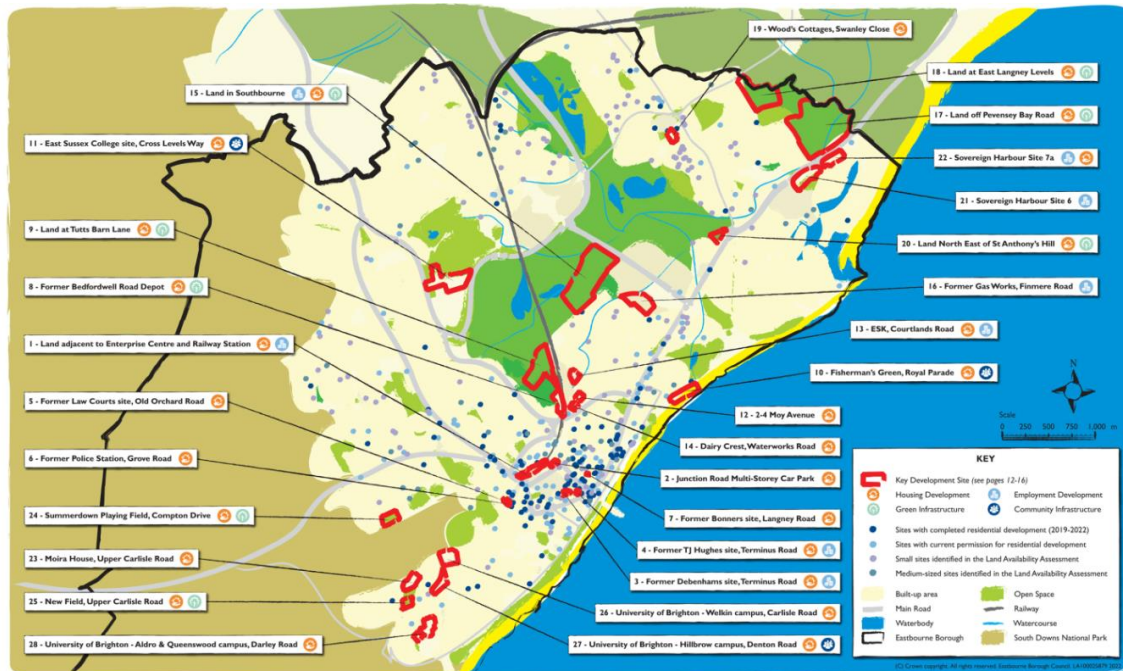 19 - Wood's Cottages, Swanley Close
18 - Land at East Langney Levels
15 - Land in Southbourne
17 - Land off Pevensey Bay Road
11 - East Sussex College site, Cross Levels Way
22 - Sovereign Harbour Site 7a
21 - Sovereign Harbour Site 6
9 - Land at Tutts Barn Lane
20 - Land North East of St Anthony's Hill
8 - Former Bedfordwell Road Depot
16 - Former Gas Works, Finmere Road
13 - ESK, Courtlands Road
1 - Land adjacent to Enterprise Centre and Railway Station
10 - Fisherman's Green, Royal Parade
5 - Former Law Courts site, Old Orchard Road
12 - 2-4 Moy Avenue
14 - Dairy Crest, Waterworks Road
6 - Former Police Station, Grove Road
2 - Junction Road Multi-Storey Car Park
24 - Summerdown Playing Field, Compton Drive
7 - Former Bonners site, Langney Road
4 - Former TJ Hughes site, Terminus Road
23 - Moira House, Upper Carlisle Road
3 - Former Debenhams site, Terminus Road
25 - New Field, Upper Carlisle Road
26 - University of Brighton - Welkin campus, Carlisle Road
28 - University of Brighton - Aldro & Queenswood campus, Darley Road
27 - University of Brighton - Hillbrow campus, Denton Road
N
Scale
0 250 500 750 1,000 m
KEY
Key Development Site (see pages 12-16)
Housing Development
Employment Development
Green Infrastructure
Community Infrastructure
Sites with completed residential development (2019-2022)
Sites with current permission for residential development
Small sites identified in the Land Availability Assessment
Medium-sized sites identified in the Land Availability Assessment
Built-up area
Open Space
Main Road
Railway
Waterbody
Watercourse
Eastbourne Borough
South Downs National Park
(C) Crown copyright. All rights reserved. Eastbourne Borough Council. LA100025879 2022